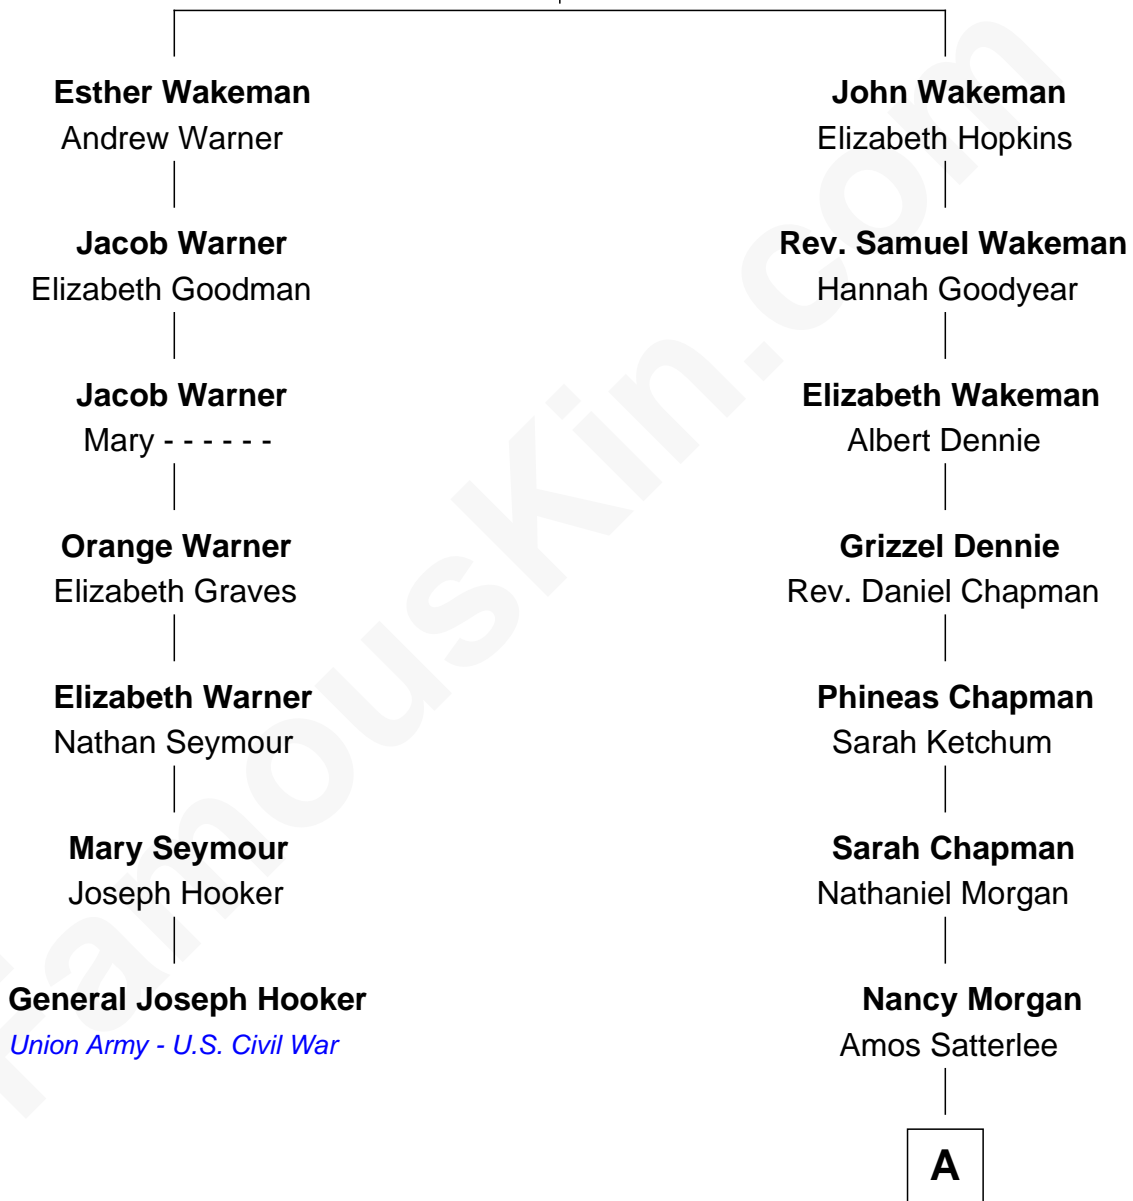 Esther Wakeman
Andrew Warner
Jacob Warner
Elizabeth Goodman
Jacob Warner
Mary - - - - - -
Orange Warner
Elizabeth Graves
Elizabeth Warner
Nathan Seymour
Mary Seymour
Joseph Hooker
General Joseph Hooker
Union Army - U.S. Civil War
John Wakeman
Elizabeth Hopkins
Rev. Samuel Wakeman
Hannah Goodyear
Elizabeth Wakeman
Albert Dennie
Grizzel Dennie
Rev. Daniel Chapman
Phineas Chapman
Sarah Ketchum
Sarah Chapman
Nathaniel Morgan
Nancy Morgan
Amos Satterlee
A
FamousKin.com